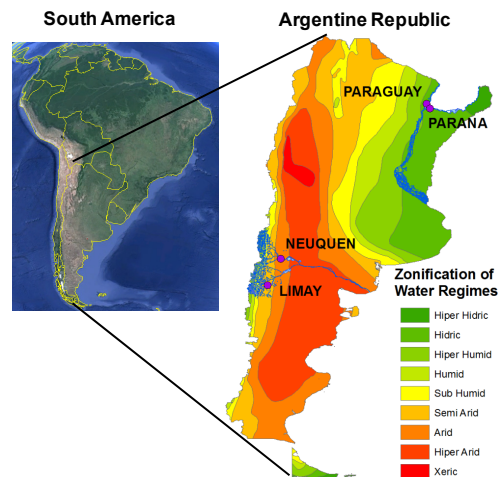 South America
Argentine Republic
PARAGUAY
PARANA
NEUQUEN
LIMAY
Zonification of
Water Regimes
Hiper Hidric
Hidric
Hiper Humid
Humid
Sub Humid
Semi Arid
Arid
Hiper Arid
Xeric